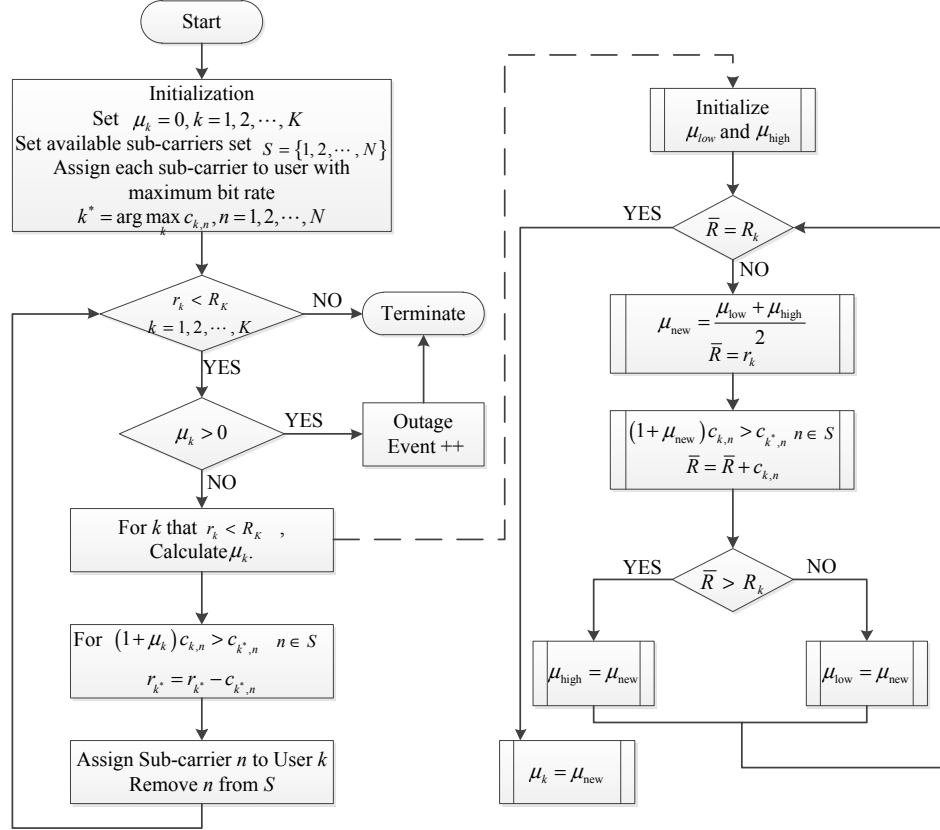 Start
Initialization
Set μ_k = 0, k = 1, 2, ⋯, K
Set available sub-carriers set S = {1, 2, ⋯, N}
Assign each sub-carrier to user with
maximum bit rate
k* = arg max_k c_{k,n}, n = 1, 2, ⋯, N
r_k < R_K
k = 1, 2, ⋯, K
NO
Terminate
YES
μ_k > 0
YES
Outage
Event ++
NO
For k that r_k < R_K ,
Calculate μ_k.
For (1 + μ_k) c_{k,n} > c_{k*,n} n ∈ S
r_{k*} = r_{k*} − c_{k*,n}
Assign Sub-carrier n to User k
Remove n from S
Initialize
μ_low and μ_high
YES
R̄ = R_k
NO
μ_new = (μ_low + μ_high) / 2
R̄ = r_k
(1 + μ_new) c_{k,n} > c_{k*,n} n ∈ S
R̄ = R̄ + c_{k,n}
YES
R̄ > R_k
NO
μ_high = μ_new
μ_low = μ_new
μ_k = μ_new